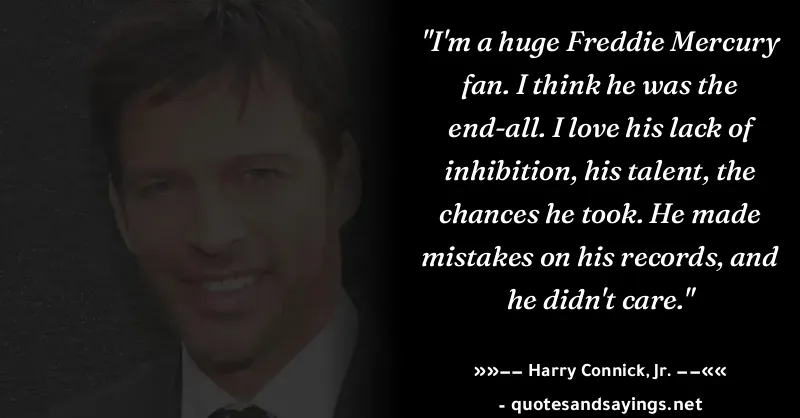 "I'm a huge Freddie Mercury
fan. I think he was the
end-all. I love his lack of
inhibition, his talent, the
chances he took. He made
mistakes on his records, and
he didn't care."
»»−− Harry Connick, Jr. −−««
- quotesandsayings.net